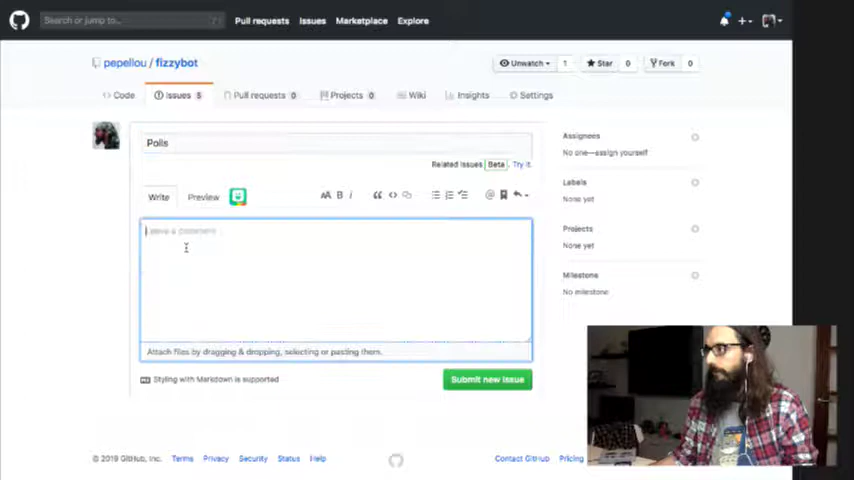 Search or jump to... /
Pull requests Issues Marketplace Explore
pepellou / fizzybot
Unwatch 1 Star 0 Fork 0
Code Issues 5 Pull requests 0 Projects 0 Wiki Insights Settings
Polls
Related Issues Beta . Try it.
Write Preview
AA B i
Leave a comment
Attach files by dragging & dropping, selecting or pasting them.
Styling with Markdown is supported
Submit new issue
Assignees
No one—assign yourself
Labels
None yet
Projects
None yet
Milestone
No milestone
© 2019 GitHub, Inc. Terms Privacy Security Status Help
Contact GitHub Pricing